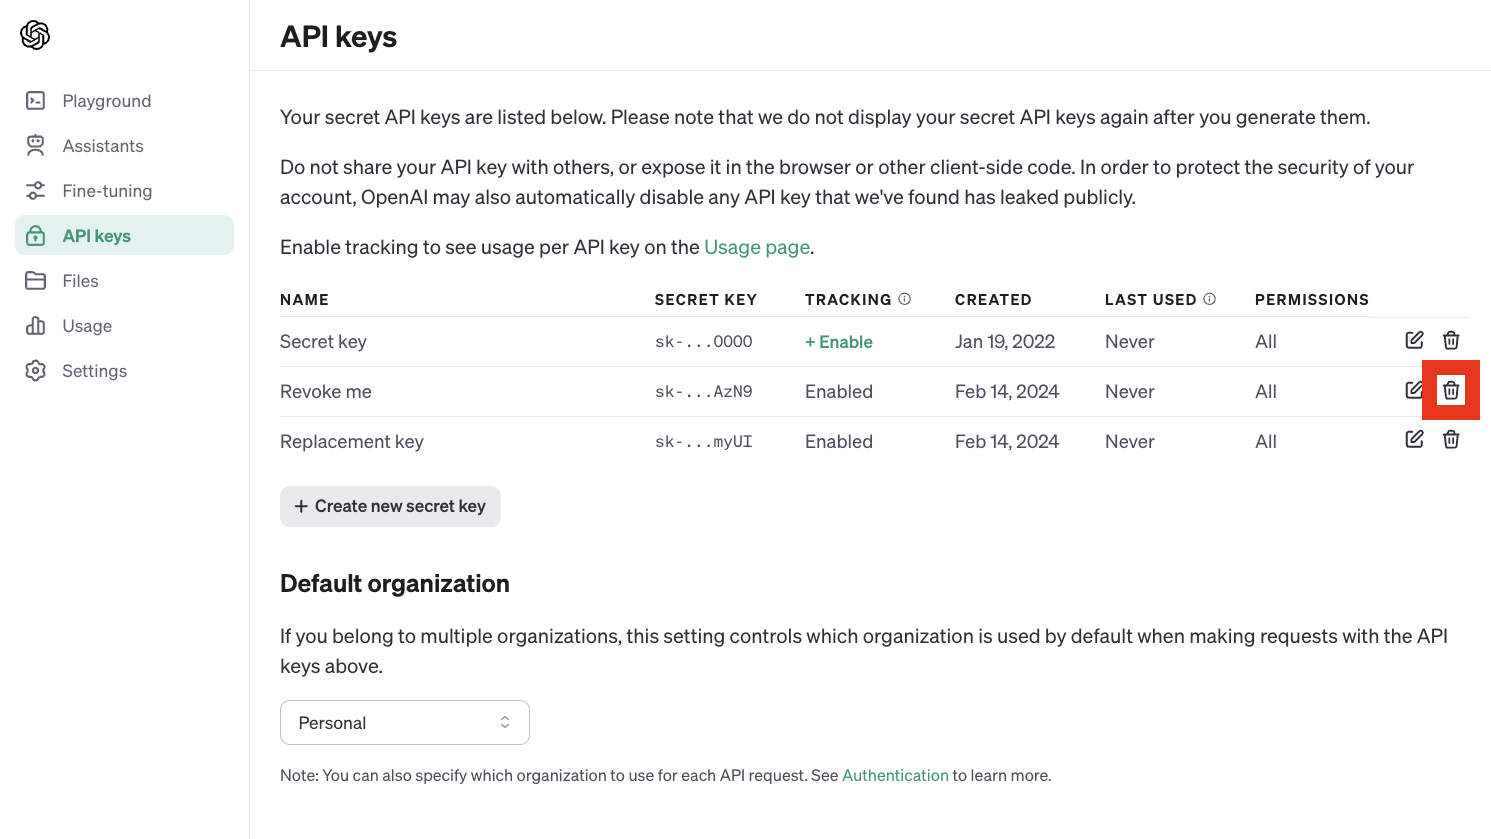 API keys
Playground
Assistants
Fine-tuning
API keys
Files
Usage
Settings
Your secret API keys are listed below. Please note that we do not display your secret API keys again after you generate them.
Do not share your API key with others, or expose it in the browser or other client-side code. In order to protect the security of your
account, OpenAI may also automatically disable any API key that we've found has leaked publicly.
Enable tracking to see usage per API key on the Usage page.
NAME SECRET KEY TRACKING CREATED LAST USED PERMISSIONS
Secret key sk-...0000 + Enable Jan 19, 2022 Never All
Revoke me sk-...AzN9 Enabled Feb 14, 2024 Never All
Replacement key sk-...myUI Enabled Feb 14, 2024 Never All
+ Create new secret key
Default organization
If you belong to multiple organizations, this setting controls which organization is used by default when making requests with the API
keys above.
Personal
Note: You can also specify which organization to use for each API request. See Authentication to learn more.